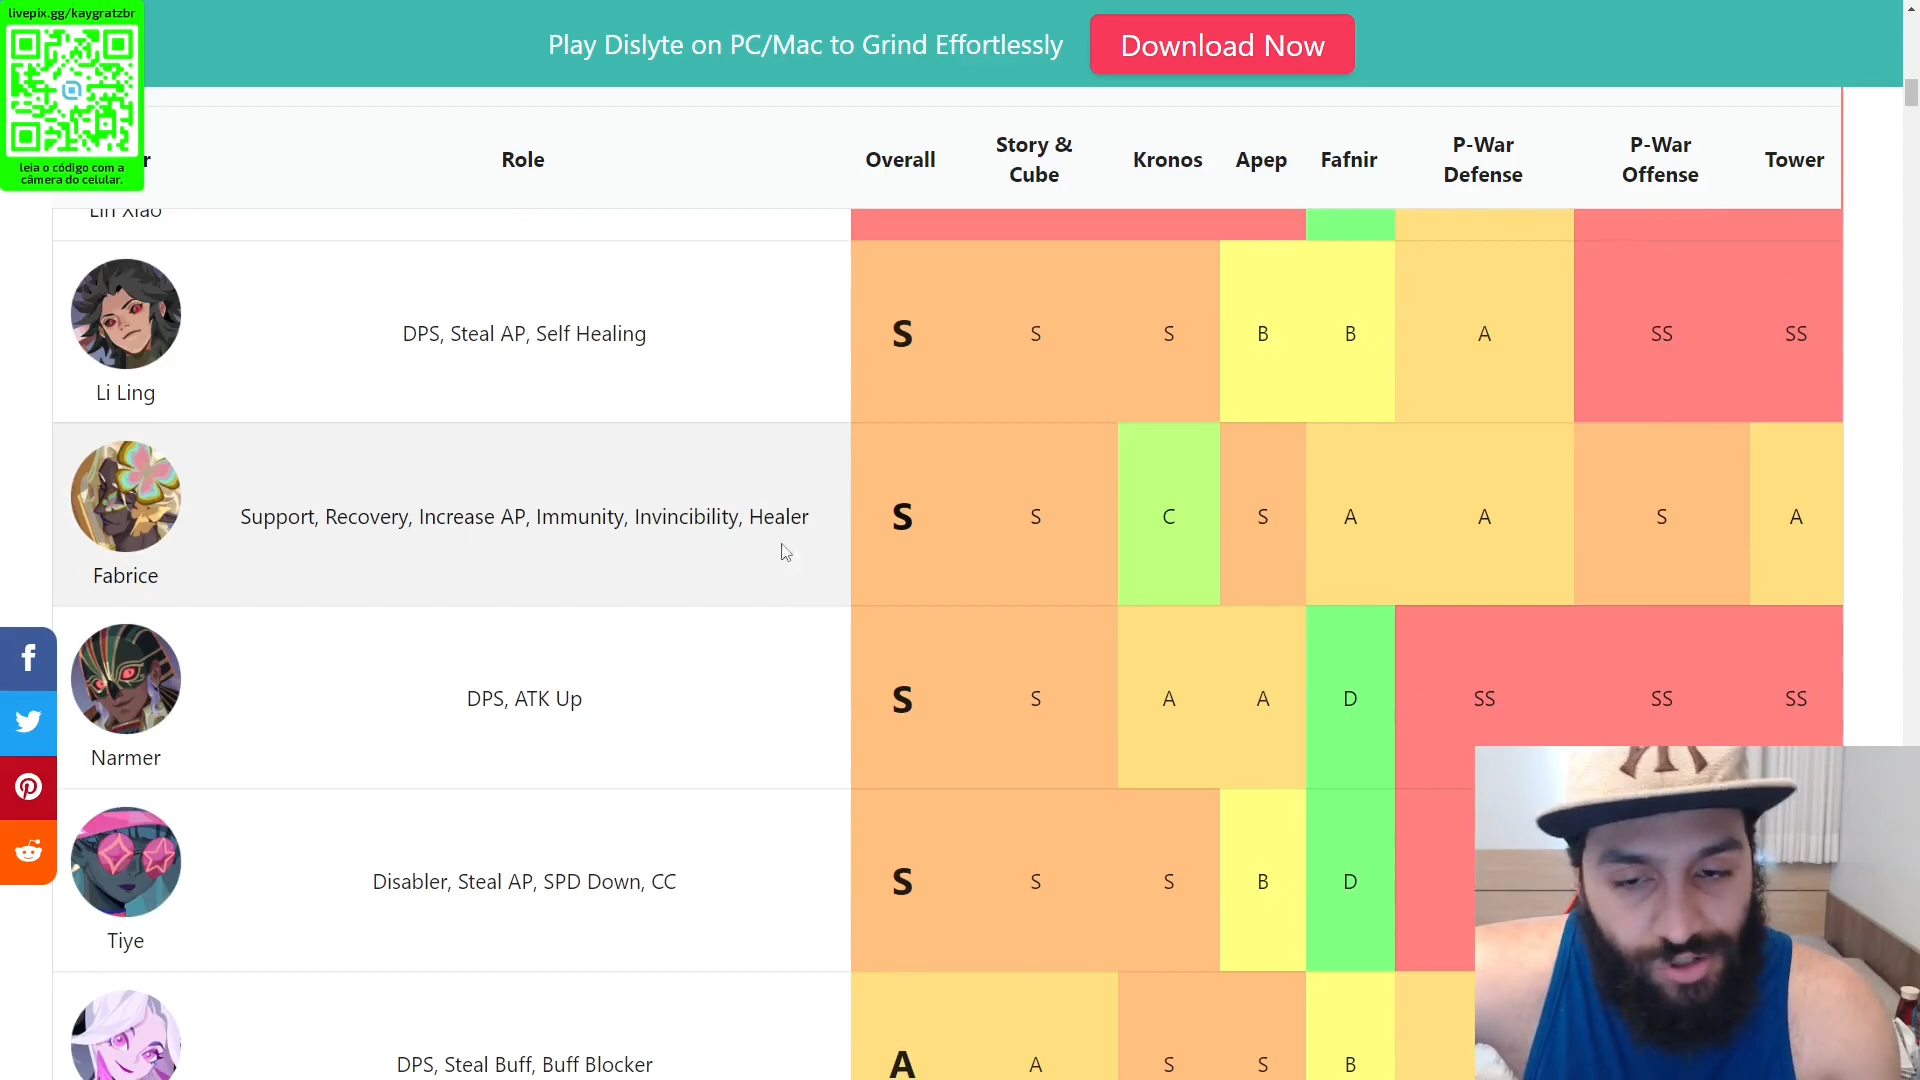 livepix.gg/kaygratzbr
leia o código com a
câmera do celular.
Play Dislyte on PC/Mac to Grind Effortlessly
Download Now
r
Role
Overall
Story &
Cube
Kronos
Apep
Fafnir
P-War
Defense
P-War
Offense
Tower
Lin Xiao
Li Ling
DPS, Steal AP, Self Healing
S
S
S
B
B
A
SS
SS
Fabrice
Support, Recovery, Increase AP, Immunity, Invincibility, Healer
S
S
C
S
A
A
S
A
Narmer
DPS, ATK Up
S
S
A
A
D
SS
SS
SS
Tiye
Disabler, Steal AP, SPD Down, CC
S
S
S
B
D
DPS, Steal Buff, Buff Blocker
A
A
S
S
B